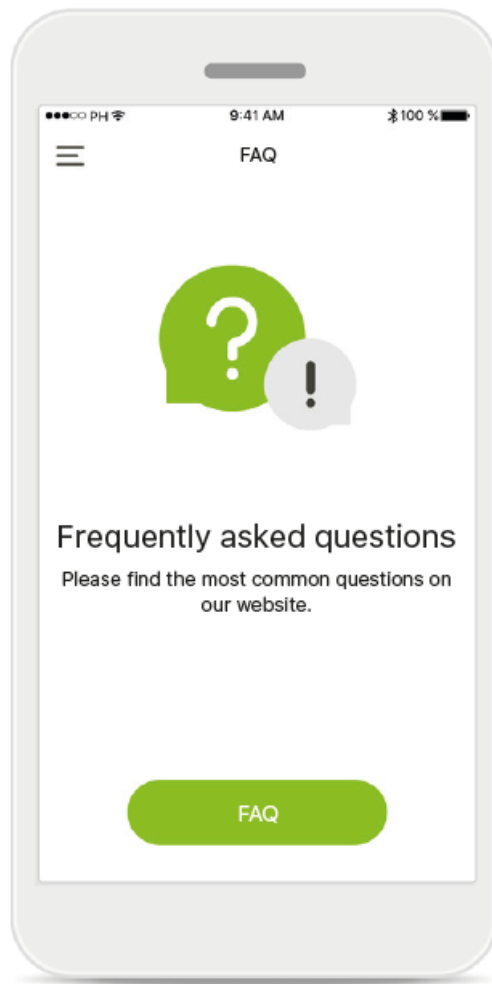 PH 9:41 AM 100 %
FAQ
?
!
Frequently asked questions
Please find the most common questions on
our website.
FAQ